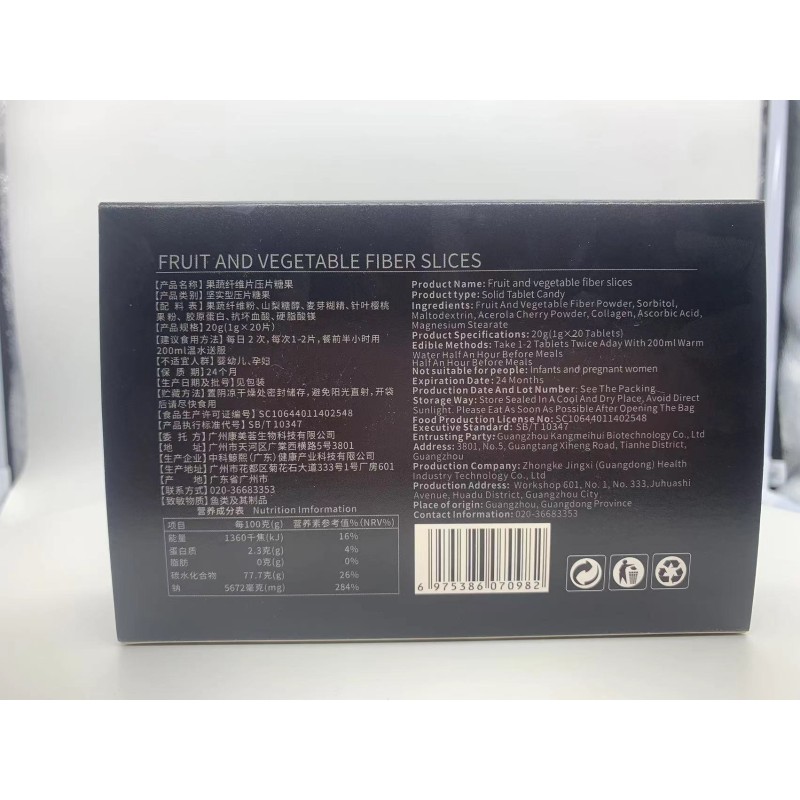 FRUIT AND VEGETABLE FIBER SLICES
【产品名称】果蔬纤维片压片糖果
【产品类别】坚实型压片糖果
【配 料 表】果蔬纤维粉、山梨糖醇、麦芽糊精、针叶樱桃
果粉、胶原蛋白、抗坏血酸、硬脂酸镁
【产品规格】20g(1g×20片)
【建议食用方法】每日2次,每次1-2片,餐前半小时用
200ml温水送服
【不适宜人群】婴幼儿、孕妇
【保 质 期】24个月
【生产日期及批号】见包装
【贮藏方法】置阴凉干燥处密封储存,避免阳光直射,开袋
后请尽快食用
【食品生产许可证编号】SC10644011402548
【产品执行标准代号】SB/T 10347
【委 托 方】广州康美荟生物科技有限公司
【地 址】广州市天河区广棠西横路5号3801
【生产企业】中科鲸熙(广东)健康产业科技有限公司
【生产地址】广州市花都区菊花石大道333号1号厂房601
【产 地】广东省广州市
【联系方式】020-36683353
【致敏物质】鱼类及其制品
营养成分表 Nutrition Imformation
项目 每100克(g) 营养素参考值%(NRV%)
能量 1360千焦(kJ) 16%
蛋白质 2.3克(g) 4%
脂肪 0克(g) 0%
碳水化合物 77.7克(g) 26%
钠 5672毫克(mg) 284%
Product Name: Fruit and vegetable fiber slices
Product type: Solid Tablet Candy
Ingredients: Fruit And Vegetable Fiber Powder, Sorbitol,
Maltodextrin, Acerola Cherry Powder, Collagen, Ascorbic Acid,
Magnesium Stearate
Product Specifications: 20g(1g×20 Tablets)
Edible Methods: Take 1-2 Tablets Twice Aday With 200ml Warm
Water Half An Hour Before Meals
Half An Hour Before Meals
Not suitable for people: Infants and pregnant women
Expiration Date: 24 Months
Production Date And Lot Number: See The Packing
Storage Way: Store Sealed In A Cool And Dry Place, Avoid Direct
Sunlight. Please Eat As Soon As Possible After Opening The Bag
Food Production License No.: SC10644011402548
Executive Standard: SB/T 10347
Entrusting Party: Guangzhou Kangmeihui Biotechnology Co., Ltd
Address: 3801, No.5, Guangtang Xiheng Road, Tianhe District,
Guangzhou
Production Company: Zhongke Jingxi (Guangdong) Health
Industry Technology Co., Ltd
Production Address: Workshop 601, No. 1, No. 333, Juhuashi
Avenue, Huadu District, Guangzhou City
Place of origin: Guangzhou, Guangdong Province
Contact Information: 020-36683353
6 975386 070982